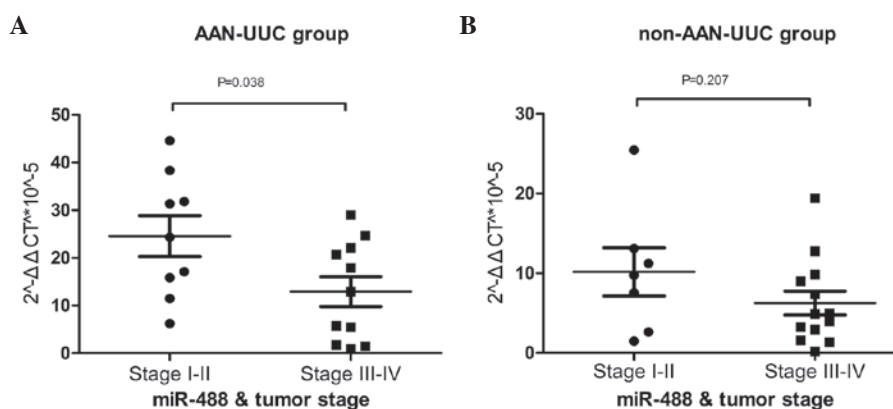 A
AAN-UUC group
P=0.038
50
40
30
20
10
0
2^-ΔΔCT^*10^-5
Stage I-II
Stage III-IV
miR-488 & tumor stage
B
non-AAN-UUC group
P=0.207
30
20
10
0
2^-ΔΔCT^*10^-5
Stage I-II
Stage III-IV
miR-488 & tumor stage